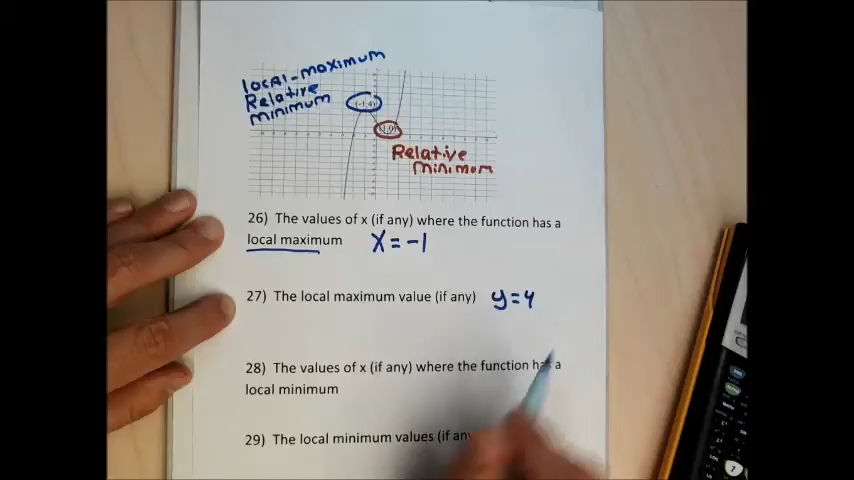 local-maximum
Relative
minimum
(-1,4)
(1,0)
Relative
minimum
26) The values of x (if any) where the function has a
local maximum x = -1
27) The local maximum value (if any) y = 4
28) The values of x (if any) where the function has a
local minimum
29) The local minimum values (if any